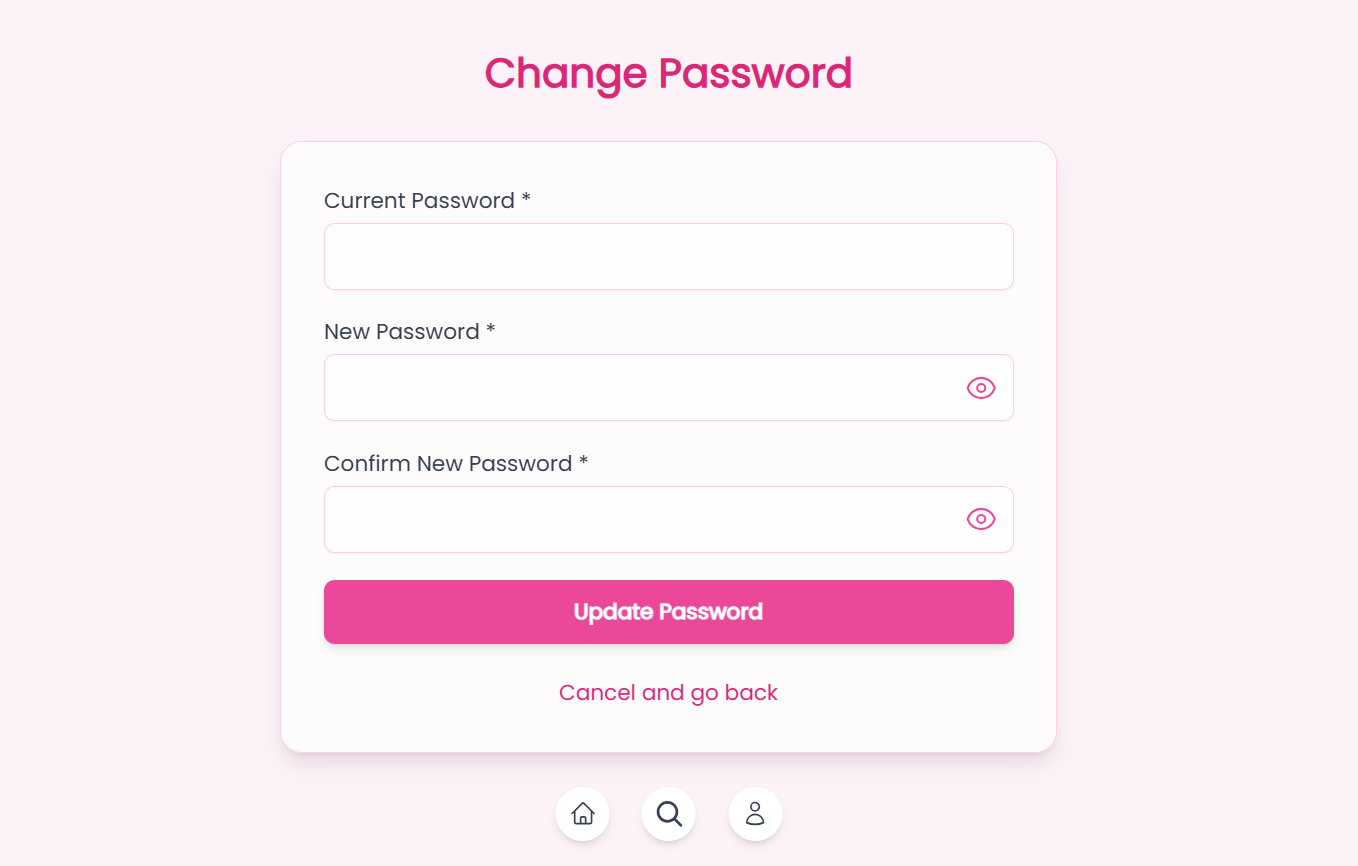 Change Password
Current Password *
New Password *
Confirm New Password *
Update Password
Cancel and go back